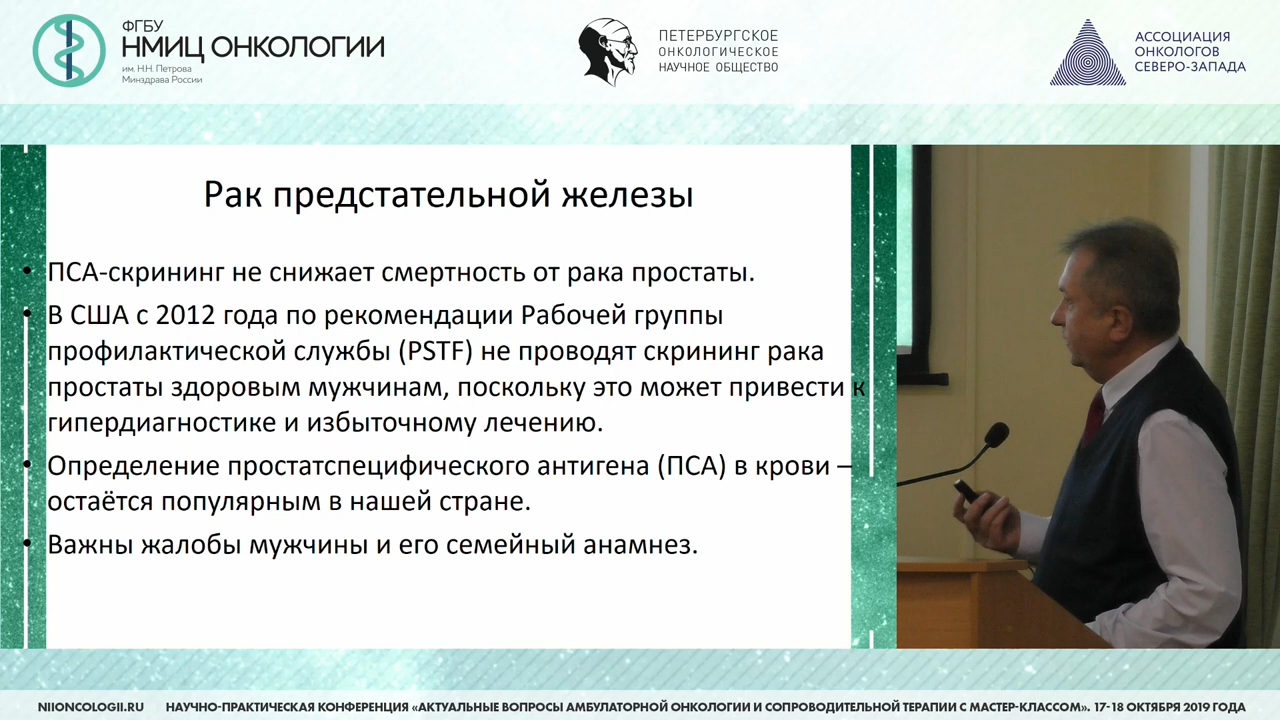 ФГБУ
НМИЦ ОНКОЛОГИИ
им. Н.Н. Петрова
Минздрава России
ПЕТЕРБУРГСКОЕ
ОНКОЛОГИЧЕСКОЕ
НАУЧНОЕ ОБЩЕСТВО
АССОЦИАЦИЯ
ОНКОЛОГОВ
СЕВЕРО-ЗАПАДА
Рак предстательной железы
• ПСА-скрининг не снижает смертность от рака простаты.
• В США с 2012 года по рекомендации Рабочей группы
профилактической службы (PSTF) не проводят скрининг рака
простаты здоровым мужчинам, поскольку это может привести к
гипердиагностике и избыточному лечению.
• Определение простатспецифического антигена (ПСА) в крови –
остаётся популярным в нашей стране.
• Важны жалобы мужчины и его семейный анамнез.
NIIONCOLOGII.RU НАУЧНО-ПРАКТИЧЕСКАЯ КОНФЕРЕНЦИЯ «АКТУАЛЬНЫЕ ВОПРОСЫ АМБУЛАТОРНОЙ ОНКОЛОГИИ И СОПРОВОДИТЕЛЬНОЙ ТЕРАПИИ С МАСТЕР-КЛАССОМ». 17-18 ОКТЯБРЯ 2019 ГОДА